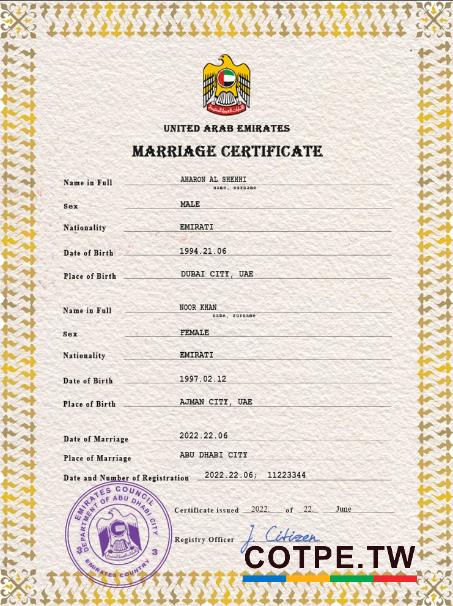 UNITED ARAB EMIRATES
MARRIAGE CERTIFICATE
Name in Full AHARON AL SHEHHI
name, surname
Sex MALE
Nationality EMIRATI
Date of Birth 1994.21.06
Place of Birth DUBAI CITY, UAE
Name in Full NOOR KHAN
name, surname
Sex FEMALE
Nationality EMIRATI
Date of Birth 1997.02.12
Place of Birth AJMAN CITY, UAE
Date of Marriage 2022.22.06
Place of Marriage ABU DHABI CITY
Date and Number of Registration 2022.22.06; 11223344
EMIRATES COUNCIL
DEPARTMENT OF ABU DHABI CITY
EMIRATES COUNTRY
Certificate issued 2022 of 22 June
Registry Officer J. Citizen
COTPE.TW